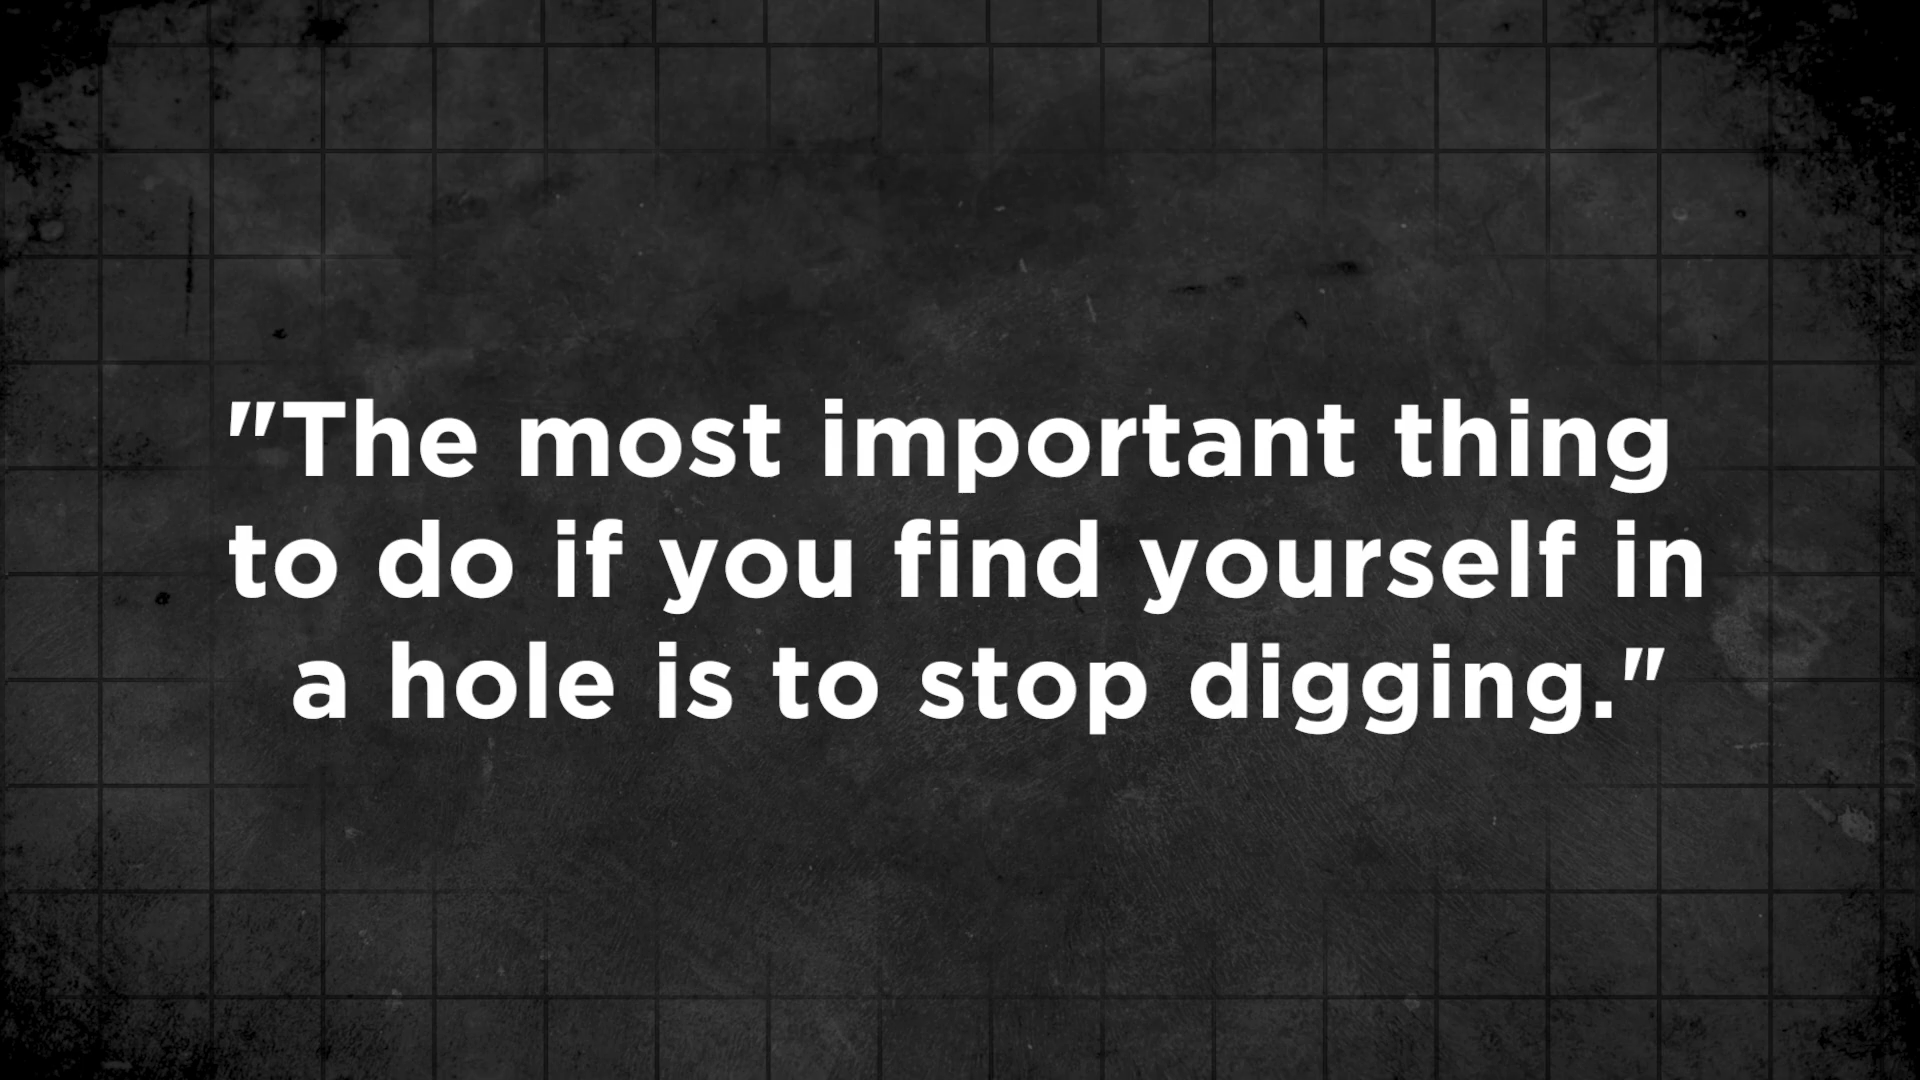 "The most important thing
to do if you find yourself in
a hole is to stop digging."